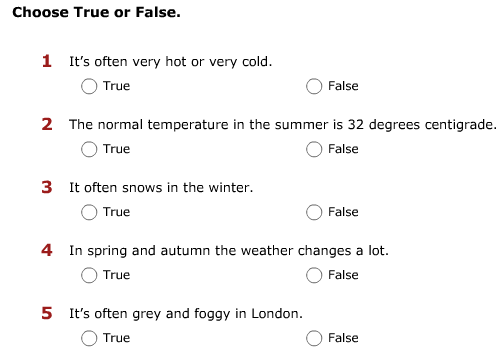 Choose True or False.
1 It's often very hot or very cold.
True False
2 The normal temperature in the summer is 32 degrees centigrade.
True False
3 It often snows in the winter.
True False
4 In spring and autumn the weather changes a lot.
True False
5 It's often grey and foggy in London.
True False